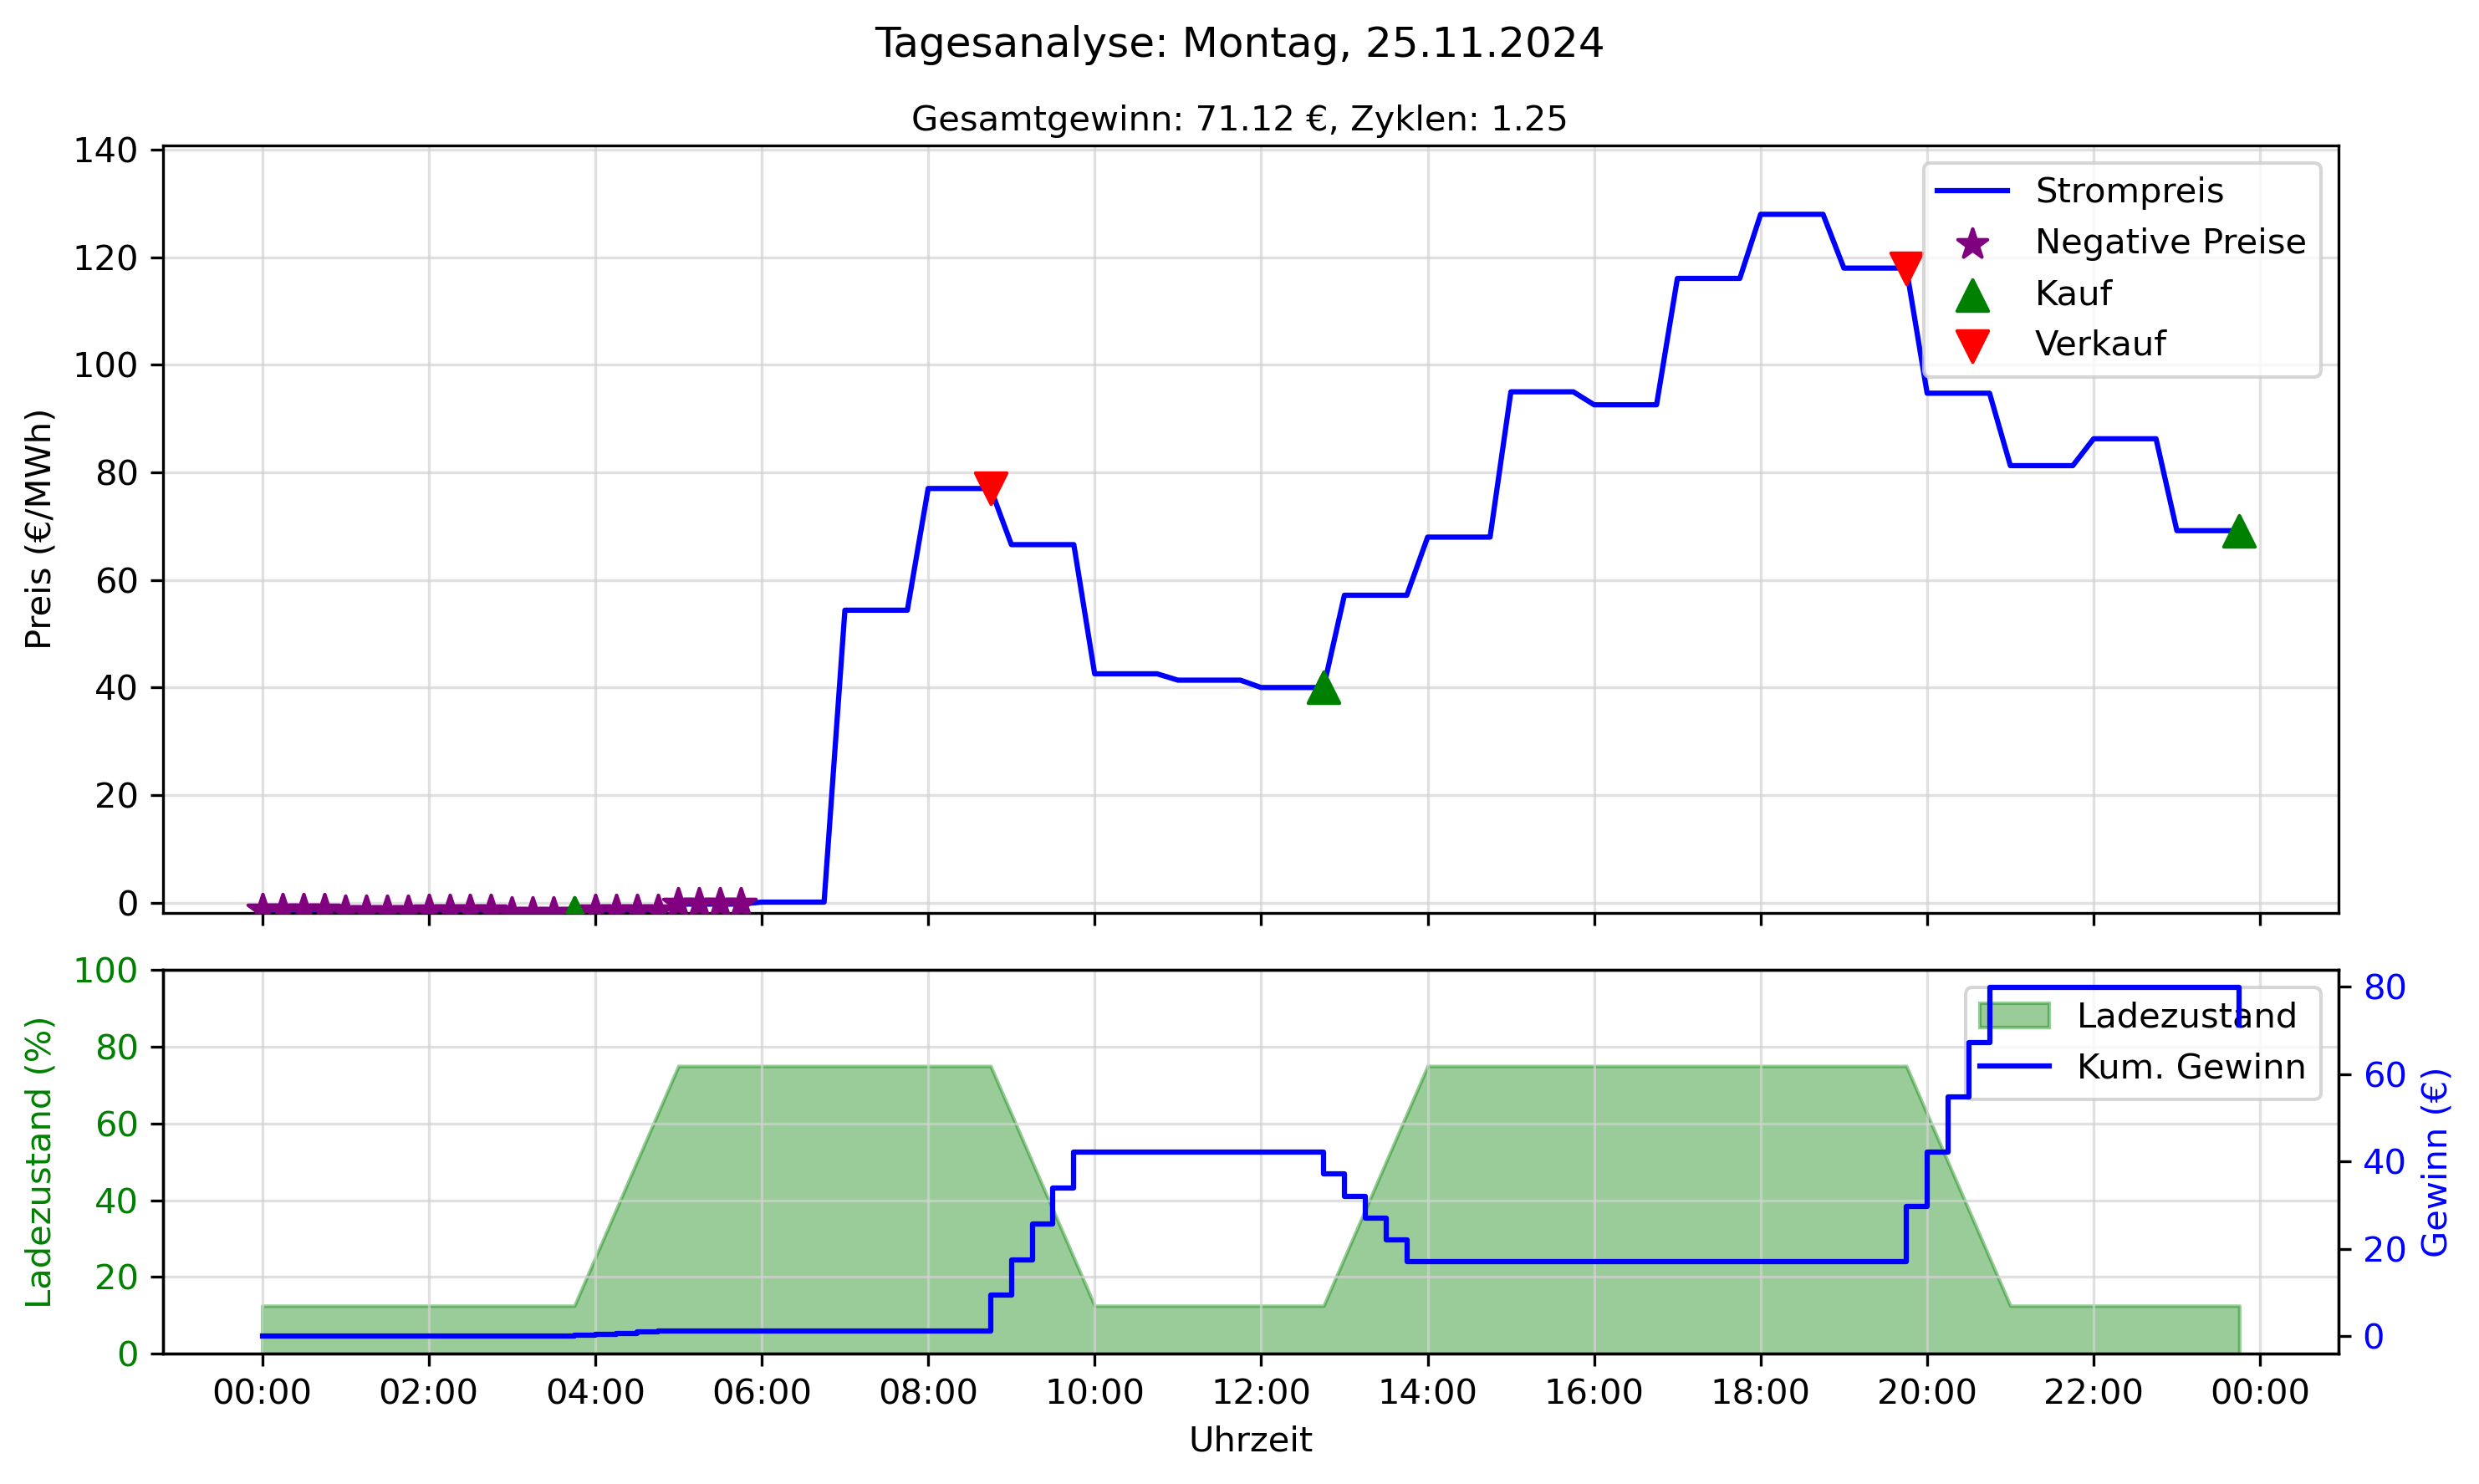 Tagesanalyse: Montag, 25.11.2024
Gesamtgewinn: 71.12 €, Zyklen: 1.25
Preis (€/MWh)
140
120
100
80
60
40
20
0
Strompreis
Negative Preise
Kauf
Verkauf
Ladezustand (%)
100
80
60
40
20
0
Ladezustand
Kum. Gewinn
80
60
40
20
0
Gewinn (€)
00:00 02:00 04:00 06:00 08:00 10:00 12:00 14:00 16:00 18:00 20:00 22:00 00:00
Uhrzeit